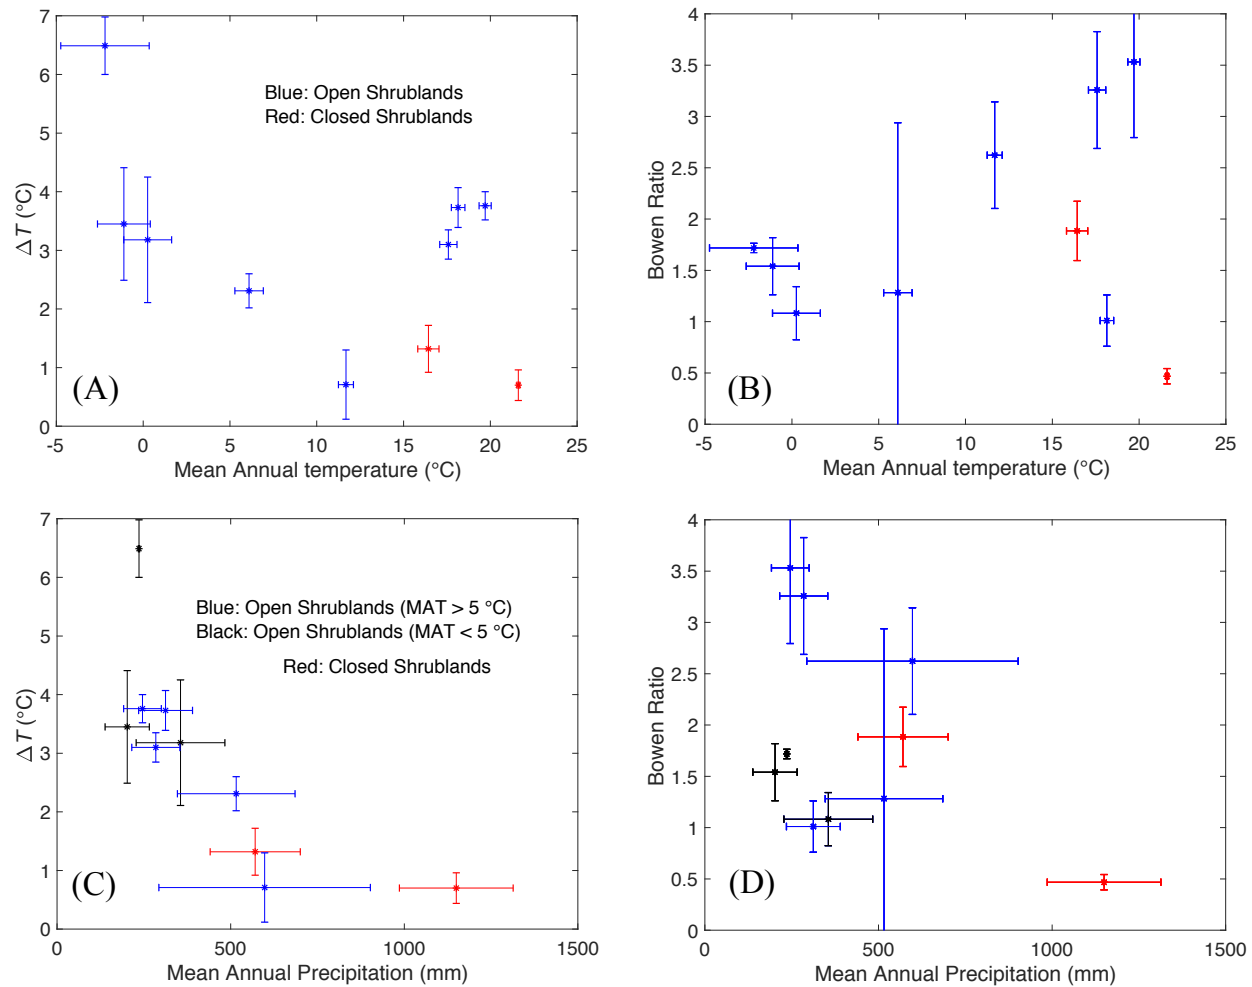 7
6
5
4
3
2
1
0
ΔT (°C)
Blue: Open Shrublands
Red: Closed Shrublands
(A)
-5 0 5 10 15 20 25
Mean Annual temperature (°C)
4
3.5
3
2.5
2
1.5
1
0.5
0
Bowen Ratio
(B)
-5 0 5 10 15 20 25
Mean Annual temperature (°C)
7
6
5
4
3
2
1
0
ΔT (°C)
Blue: Open Shrublands (MAT > 5 °C)
Black: Open Shrublands (MAT < 5 °C)
Red: Closed Shrublands
(C)
0 500 1000 1500
Mean Annual Precipitation (mm)
4
3.5
3
2.5
2
1.5
1
0.5
0
Bowen Ratio
(D)
0 500 1000 1500
Mean Annual Precipitation (mm)